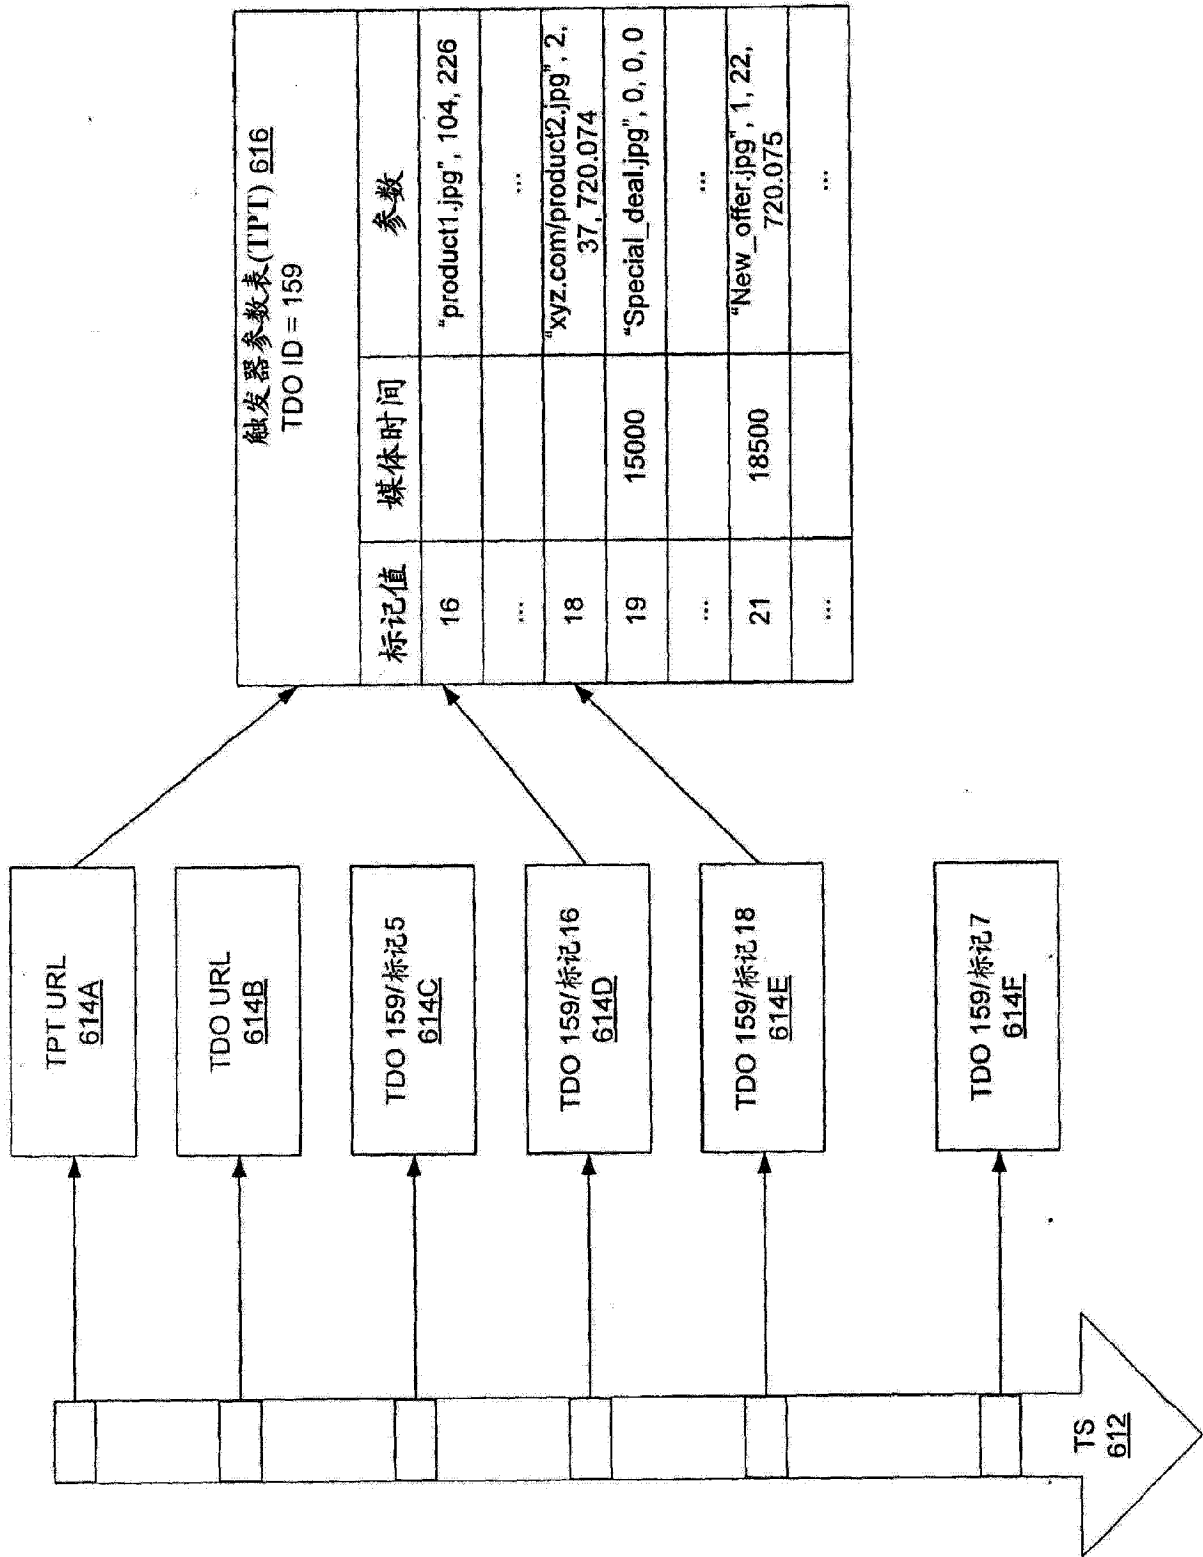 触发器参数表(TPT) 616
TDO ID = 159
标记值
媒体时间
参数
16
“product1.jpg”, 104, 226
...
...
18
“xyz.com/product2.jpg”, 2,
37, 720.074
19
15000
“Special_deal.jpg”, 0, 0, 0
...
...
21
18500
“New_offer.jpg”, 1, 22,
720.075
...
...
TPT URL
614A
TDO URL
614B
TDO 159/标记5
614C
TDO 159/标记16
614D
TDO 159/标记18
614E
TDO 159/标记7
614F
TS
612